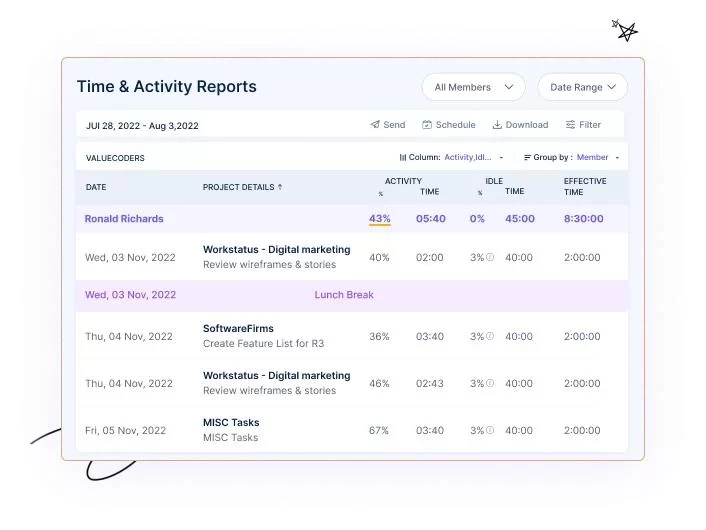 Time & Activity Reports
All Members
Date Range
JUl 28, 2022 - Aug 3,2022
Send
Schedule
Download
Filter
VALUECODERS
Column: Activity,Idl...
Group by : Member
DATE
PROJECT DETAILS ↑
ACTIVITY
% TIME
IDLE
% TIME
EFFECTIVE
TIME
Ronald Richards 43% 05:40 0% 45:00 8:30:00
Wed, 03 Nov, 2022
Workstatus - Digital marketing
Review wireframes & stories
40% 02:00 3% 40:00 2:00:00
Wed, 03 Nov, 2022 Lunch Break
Thu, 04 Nov, 2022
SoftwareFirms
Create Feature List for R3
36% 03:40 3% 40:00 2:00:00
Thu, 04 Nov, 2022
Workstatus - Digital marketing
Review wireframes & stories
46% 02:43 3% 40:00 2:00:00
Fri, 05 Nov, 2022
MISC Tasks
MISC Tasks
67% 03:40 3% 40:00 2:00:00